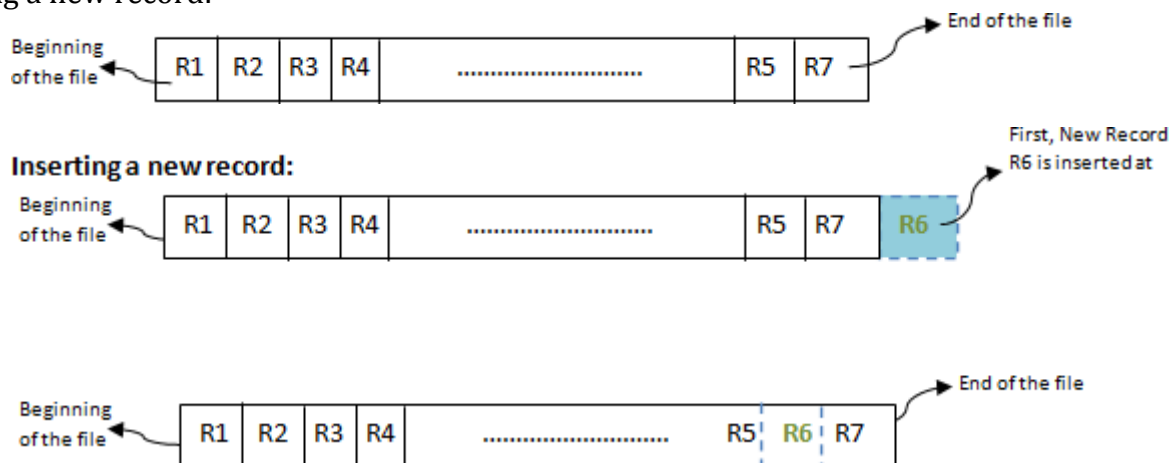 g a new record:
End of the file
Beginning
of the file
R1 R2 R3 R4 ............................ R5 R7
First, New Record
R6 is inserted at
Inserting a new record:
Beginning
of the file
R1 R2 R3 R4 ............................ R5 R7 R6
End of the file
Beginning
of the file
R1 R2 R3 R4 ............................ R5 R6 R7